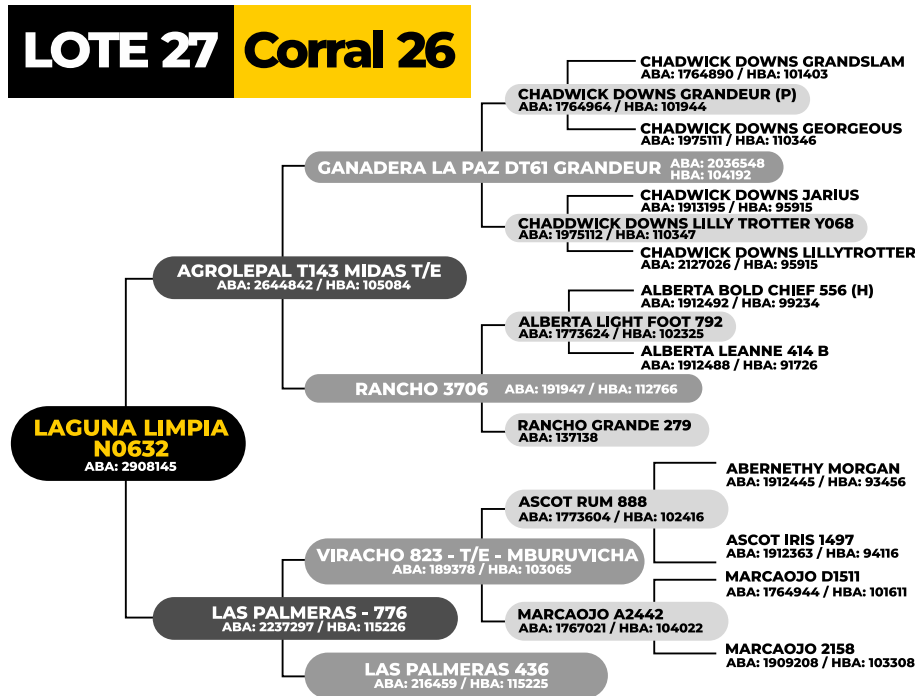 LOTE 27 Corral 26
CHADWICK DOWNS GRANDSLAM
ABA: 1764890 / HBA: 101403
CHADWICK DOWNS GRANDEUR (P)
ABA: 1764964 / HBA: 101944
CHADWICK DOWNS GEORGEOUS
ABA: 1975111 / HBA: 110346
GANADERA LA PAZ DT61 GRANDEUR ABA: 2036548
HBA: 104192
CHADWICK DOWNS JARIUS
ABA: 1913195 / HBA: 95915
CHADDWICK DOWNS LILLY TROTTER Y068
ABA: 1975112 / HBA: 110347
CHADWICK DOWNS LILLYTROTTER
ABA: 2127026 / HBA: 95915
AGROLEPAL T143 MIDAS T/E
ABA: 2644842 / HBA: 105084
ALBERTA BOLD CHIEF 556 (H)
ABA: 1912492 / HBA: 99234
ALBERTA LIGHT FOOT 792
ABA: 1773624 / HBA: 102325
ALBERTA LEANNE 414 B
ABA: 1912488 / HBA: 91726
RANCHO 3706 ABA: 191947 / HBA: 112766
RANCHO GRANDE 279
ABA: 137138
LAGUNA LIMPIA
N0632
ABA: 2908145
ABERNETHY MORGAN
ABA: 1912445 / HBA: 93456
ASCOT RUM 888
ABA: 1773604 / HBA: 102416
ASCOT IRIS 1497
ABA: 1912363 / HBA: 94116
VIRACHO 823 - T/E - MBURUVICHA
ABA: 189378 / HBA: 103065
MARCAOJO D1511
ABA: 1764944 / HBA: 101611
MARCAOJO A2442
ABA: 1767021 / HBA: 104022
MARCAOJO 2158
ABA: 1909208 / HBA: 103308
LAS PALMERAS - 776
ABA: 2237297 / HBA: 115226
LAS PALMERAS 436
ABA: 216459 / HBA: 115225